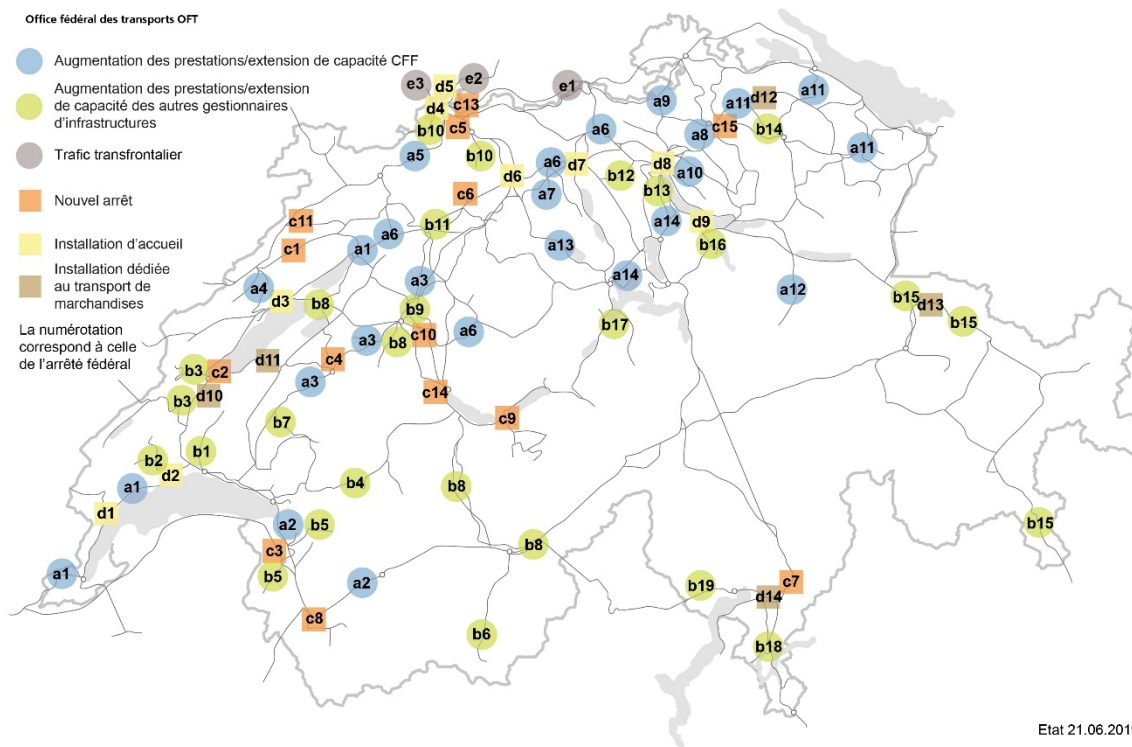 Office fédéral des transports OFT
Augmentation des prestations/extension de capacité CFF
Augmentation des prestations/extension
de capacité des autres gestionnaires
d'infrastructures
Trafic transfrontalier
Nouvel arrêt
Installation d'accueil
Installation dédiée
au transport de
marchandises
La numérotation
correspond à celle
de l'arrêté fédéral
e3 d5 e2 e1
d4 c13
b10 c5
a5 b10
a9 a11 d12 a11
a6 a8 c15 b14
a11
d6 a6 d7 b12 d8 a10
a7 b13
c6
c11 a6 b11 a14 d9
c1 a1 a13 b16
a4 a3 a14 a12
d3 b8 b9 b15 d13 b15
c10 a6 b17
a3 b8
b3 c2 d11 c4
b3 d10 a3 c14
b7 c9
b2 b1
d2
a1 b4 b8
d1
a2 b5 b15
c3 b8
a1 b5 a2 b19 c7
d14
c8
b6 b18
Etat 21.06.2019